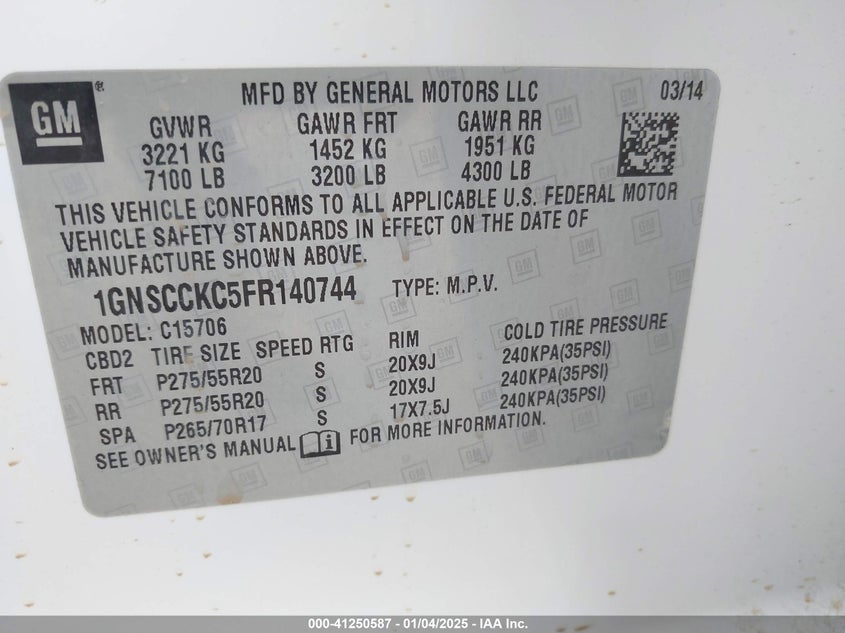 GM ®
MFD BY GENERAL MOTORS LLC 03/14
GVWR GAWR FRT GAWR RR
3221 KG 1452 KG 1951 KG
7100 LB 3200 LB 4300 LB
THIS VEHICLE CONFORMS TO ALL APPLICABLE U.S. FEDERAL MOTOR
VEHICLE SAFETY STANDARDS IN EFFECT ON THE DATE OF
MANUFACTURE SHOWN ABOVE.
1GNSCCKC5FR140744 TYPE: M.P.V.
MODEL: C15706
CBD2 TIRE SIZE SPEED RTG RIM COLD TIRE PRESSURE
FRT P275/55R20 S 20X9J 240KPA(35PSI)
RR P275/55R20 S 20X9J 240KPA(35PSI)
SPA P265/70R17 S 17X7.5J 240KPA(35PSI)
SEE OWNER'S MANUAL i FOR MORE INFORMATION.
000-41250587 - 01/04/2025 - IAA Inc.